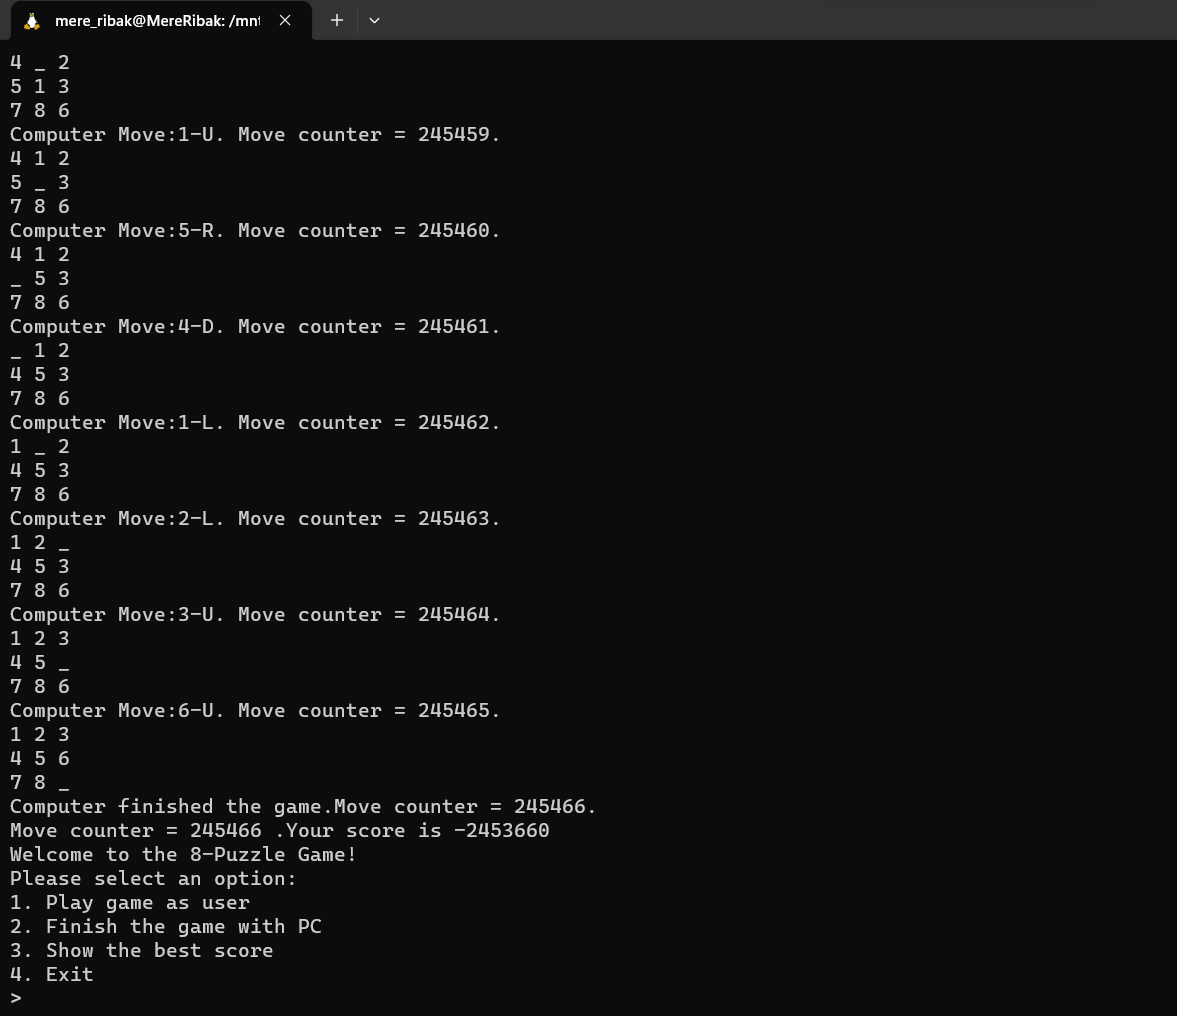 mere_ribak@MereRibak: /mnt
4 _ 2
5 1 3
7 8 6
Computer Move:1-U. Move counter = 245459.
4 1 2
5 _ 3
7 8 6
Computer Move:5-R. Move counter = 245460.
4 1 2
_ 5 3
7 8 6
Computer Move:4-D. Move counter = 245461.
_ 1 2
4 5 3
7 8 6
Computer Move:1-L. Move counter = 245462.
1 _ 2
4 5 3
7 8 6
Computer Move:2-L. Move counter = 245463.
1 2 _
4 5 3
7 8 6
Computer Move:3-U. Move counter = 245464.
1 2 3
4 5 _
7 8 6
Computer Move:6-U. Move counter = 245465.
1 2 3
4 5 6
7 8 _
Computer finished the game.Move counter = 245466.
Move counter = 245466 .Your score is -2453660
Welcome to the 8-Puzzle Game!
Please select an option:
1. Play game as user
2. Finish the game with PC
3. Show the best score
4. Exit
>